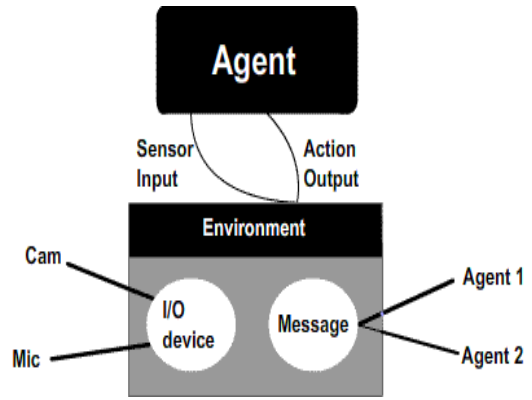 Agent
Sensor
Input
Action
Output
Environment
Cam
I/O
device
Mic
Message
Agent 1
Agent 2